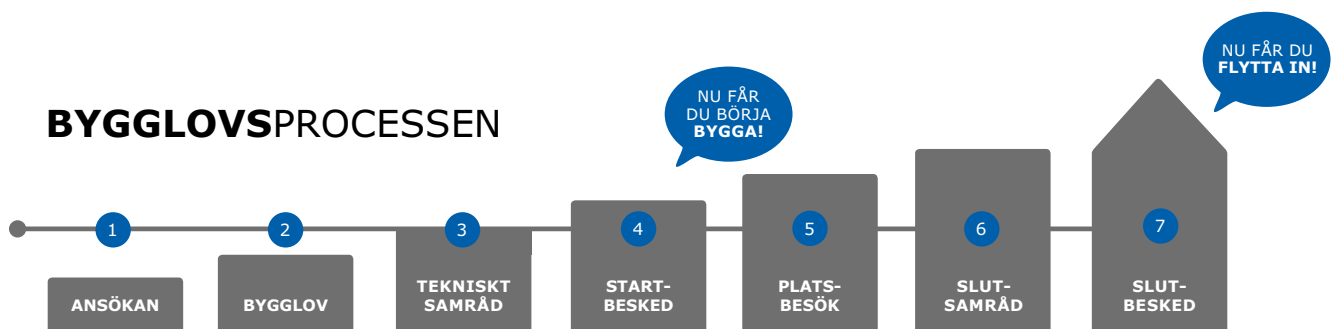 BYGGLOVSPROCESSEN
NU FÅR
DU BÖRJA
BYGGA!
NU FÅR DU
FLYTTA IN!
1
ANSÖKAN
2
BYGGLOV
3
TEKNISKT
SAMRÅD
4
START-
BESKED
5
PLATS-
BESÖK
6
SLUT-
SAMRÅD
7
SLUT-
BESKED